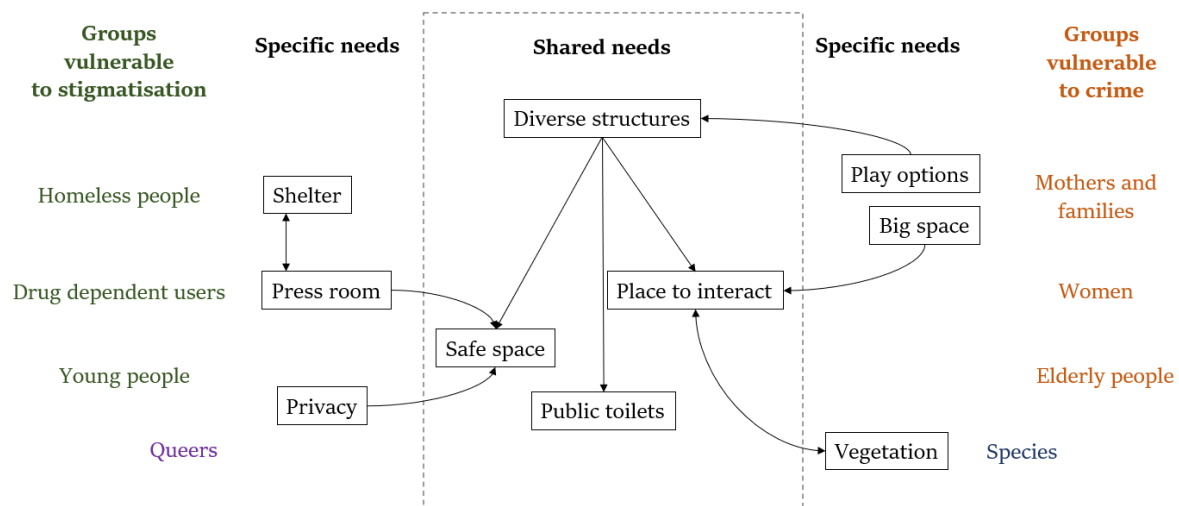 Groups
vulnerable
to stigmatisation
Specific needs
Shared needs
Specific needs
Groups
vulnerable
to crime
Diverse structures
Play options
Homeless people
Shelter
Mothers and
families
Big space
Drug dependent users
Press room
Place to interact
Women
Safe space
Young people
Elderly people
Privacy
Public toilets
Queers
Vegetation
Species